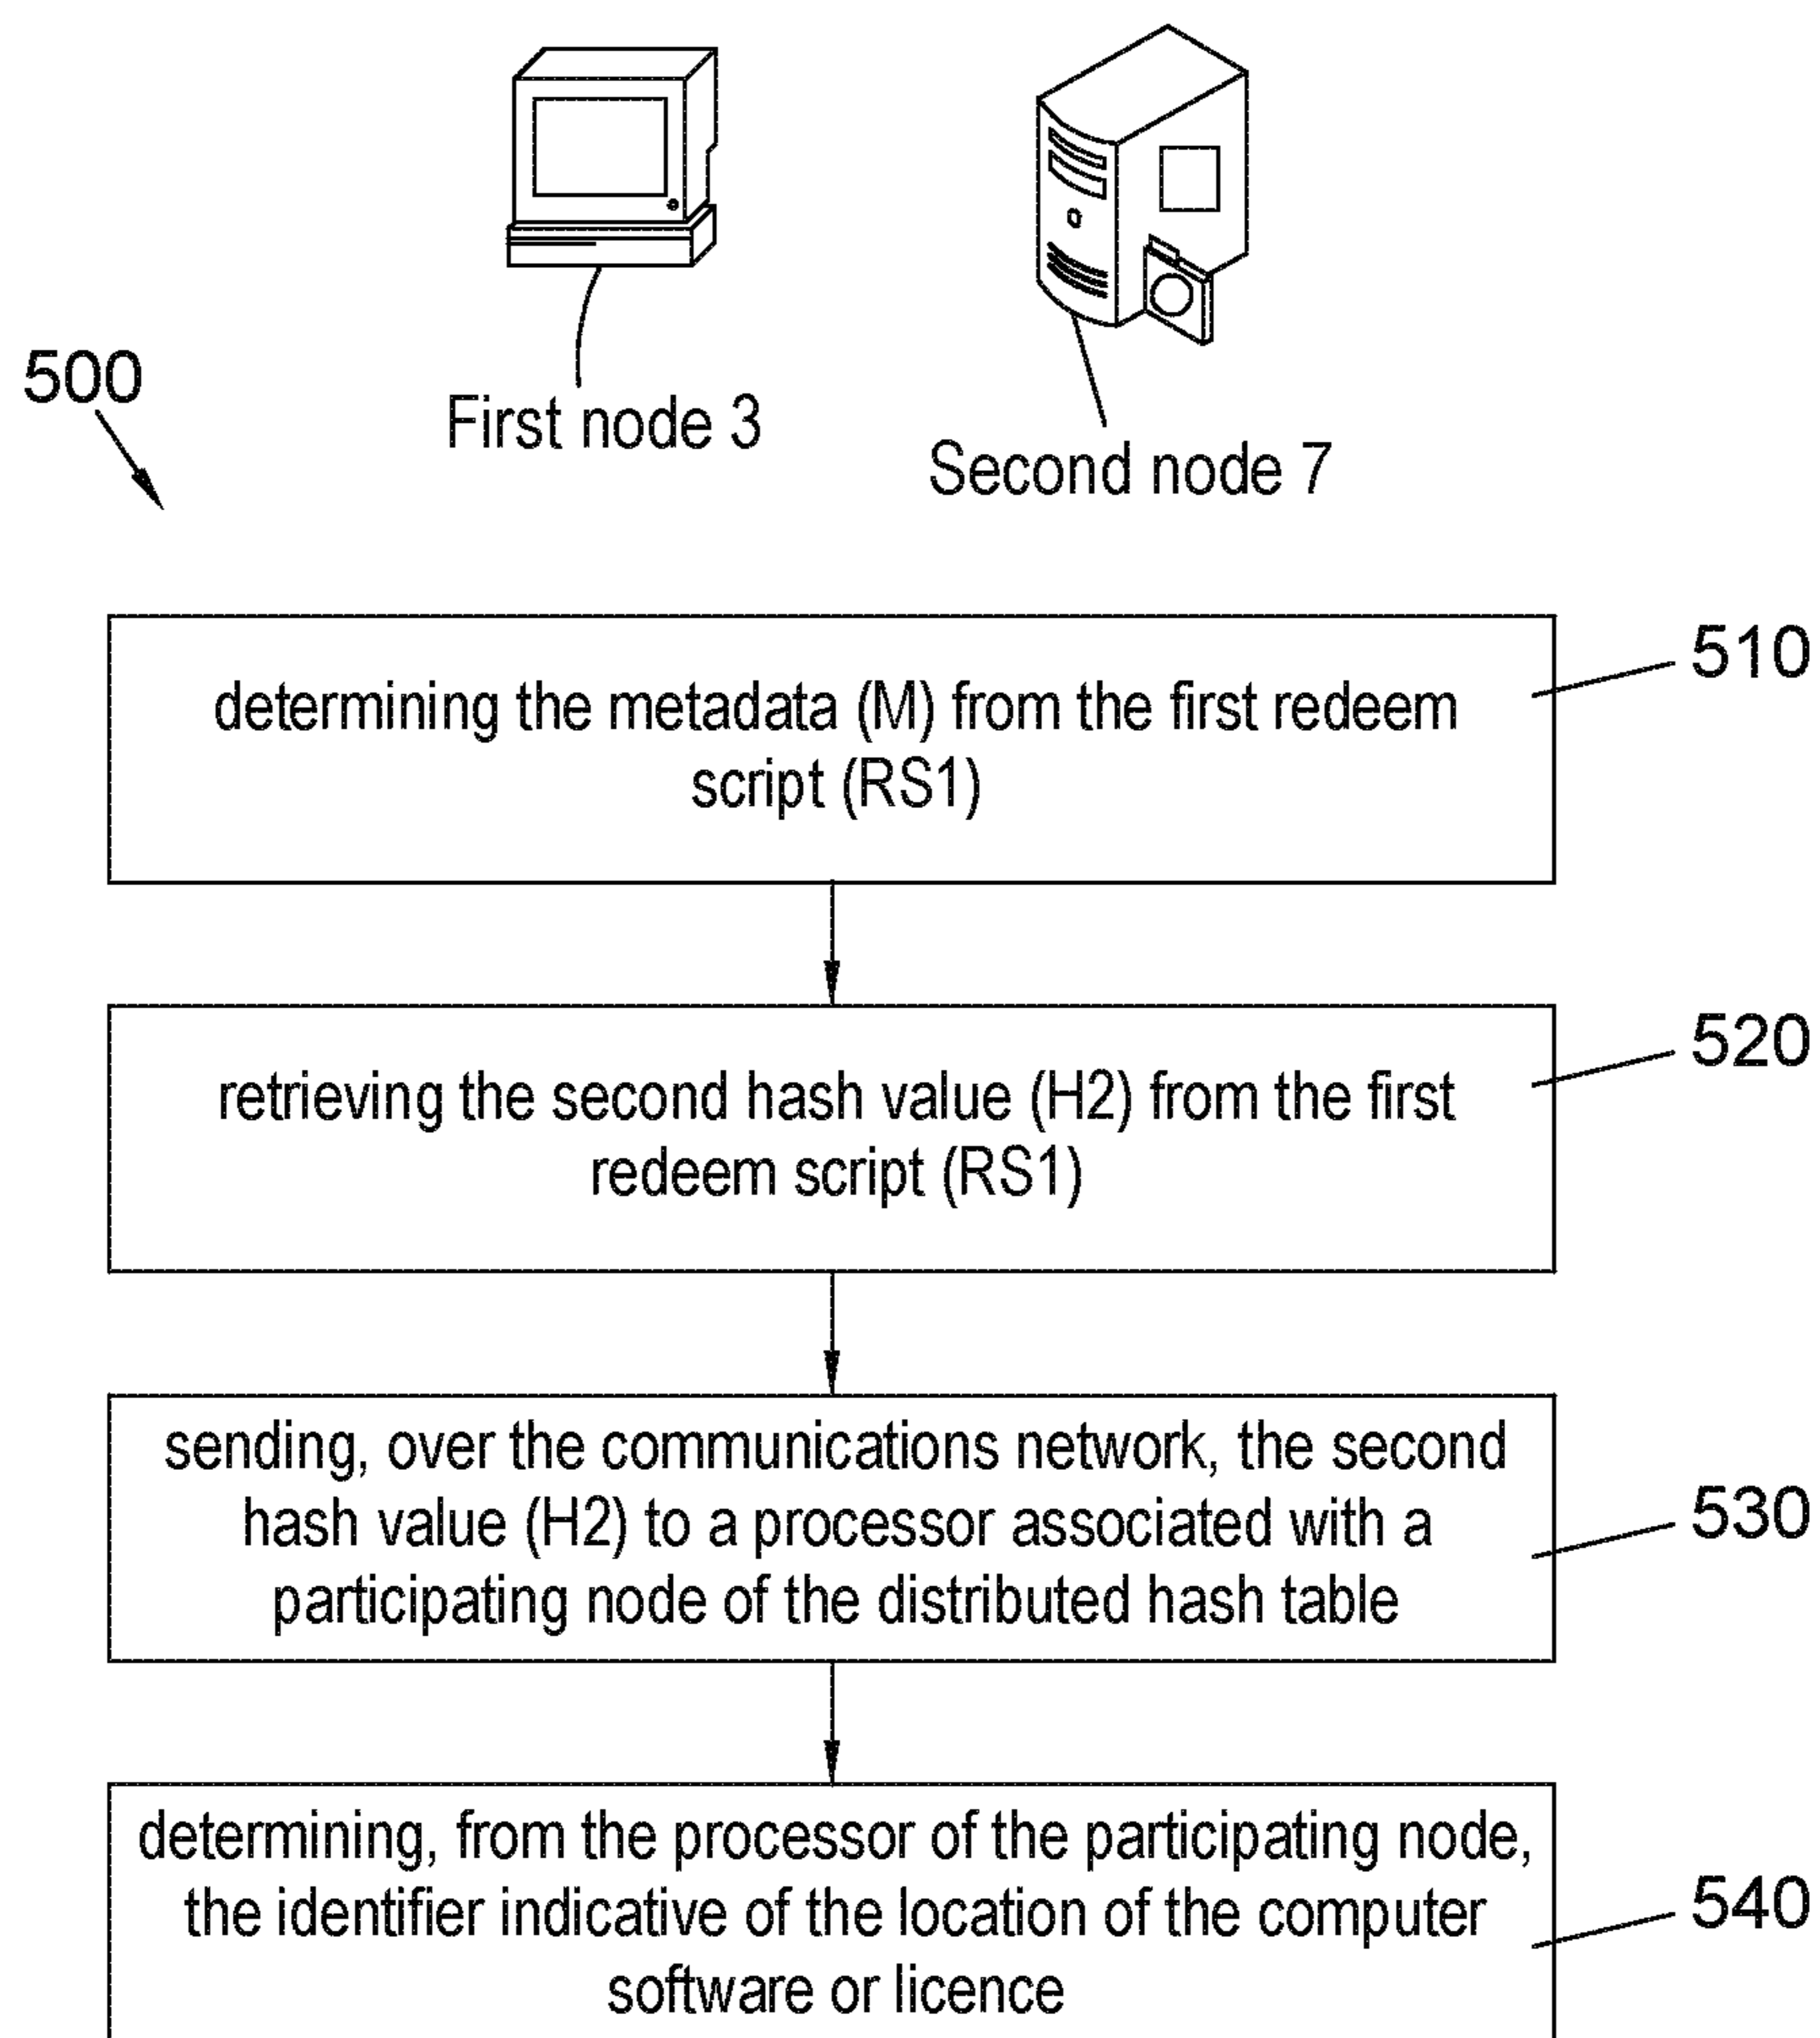 500
First node 3
Second node 7
510
determining the metadata (M) from the first redeem
script (RS1)
520
retrieving the second hash value (H2) from the first
redeem script (RS1)
530
sending, over the communications network, the second
hash value (H2) to a processor associated with a
participating node of the distributed hash table
540
determining, from the processor of the participating node,
the identifier indicative of the location of the computer
software or licence